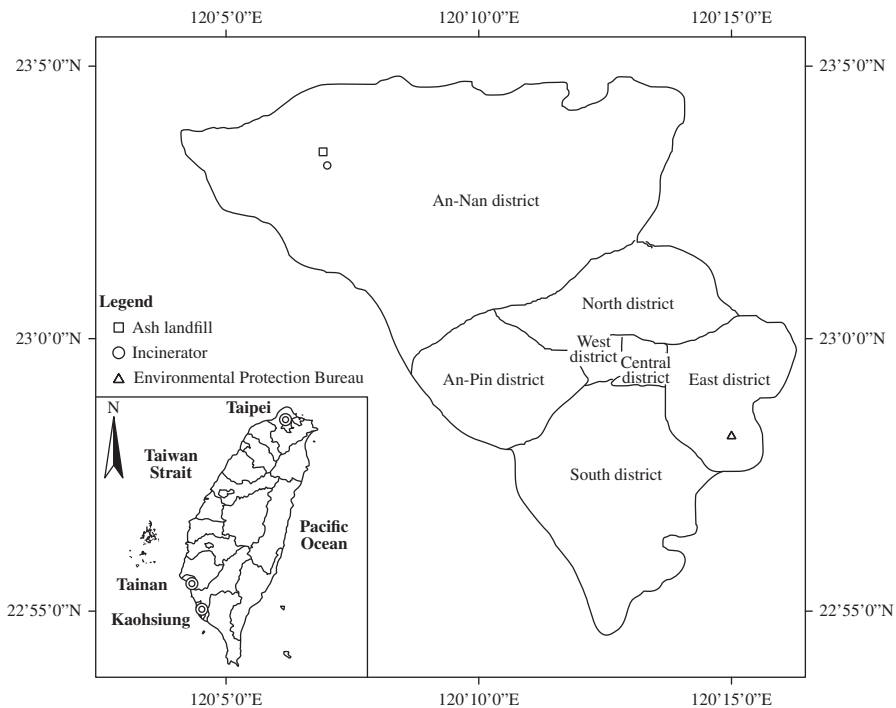 120˚5’0”E 120˚10’0”E 120˚15’0”E
23˚5’0”N 23˚5’0”N
An-Nan district
North district
Legend
Ash landfill
Incinerator
Environmental Protection Bureau
23˚0’0”N 23˚0’0”N
West
district
Central
district
An-Pin district
East district
South district
N
Taipei
Taiwan
Strait
Pacific
Ocean
Tainan
Kaohsiung
22˚55’0”N 22˚55’0”N
120˚5’0”E 120˚10’0”E 120˚15’0”E